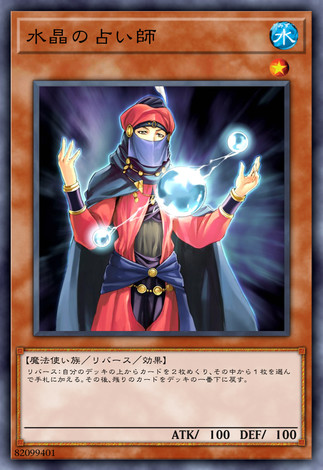 水晶の占い師
水
【魔法使い族／リバース／効果】
リバース：自分のデッキの上からカードを２枚めくり、その中から１枚を選ん
で手札に加える。その後、残りのカードをデッキの一番下に戻す。
ATK/ 100 DEF/ 100
82099401